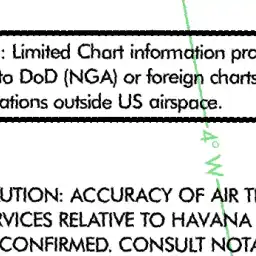 : Limited Chart information pro
to DoD (NGA) or foreign charts
ations outside US airspace.
4° W
UTION: ACCURACY OF AIR T
RVICES RELATIVE TO HAVANA
CONFIRMED. CONSULT NOTA